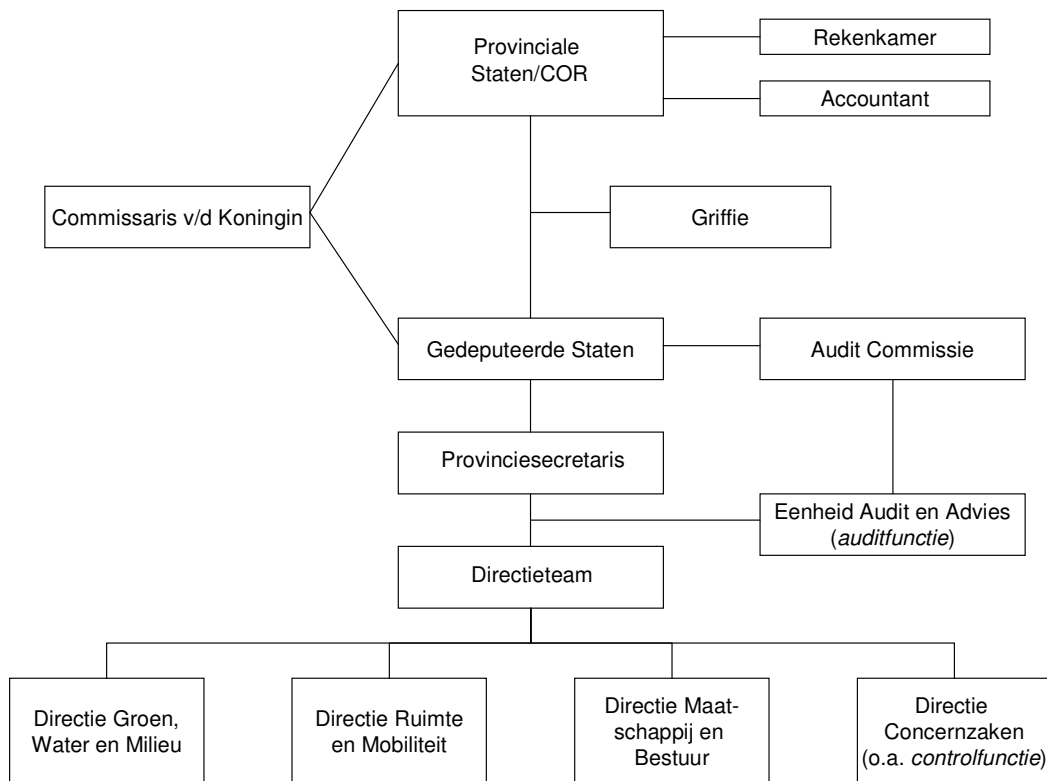 Provinciale
Staten/COR
Rekenkamer
Accountant
Commissaris v/d Koningin
Griffie
Gedeputeerde Staten
Audit Commissie
Provinciesecretaris
Eenheid Audit en Advies
(auditfunctie)
Directieteam
Directie Groen,
Water en Milieu
Directie Ruimte
en Mobiliteit
Directie Maat-
schappij en
Bestuur
Directie
Concernzaken
(o.a. controlfunctie)